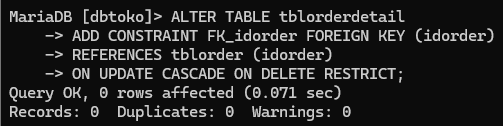 MariaDB [dbtoko]> ALTER TABLE tblorderdetail
    -> ADD CONSTRAINT FK_idorder FOREIGN KEY (idorder)
    -> REFERENCES tblorder (idorder)
    -> ON UPDATE CASCADE ON DELETE RESTRICT;
Query OK, 0 rows affected (0.071 sec)
Records: 0  Duplicates: 0  Warnings: 0